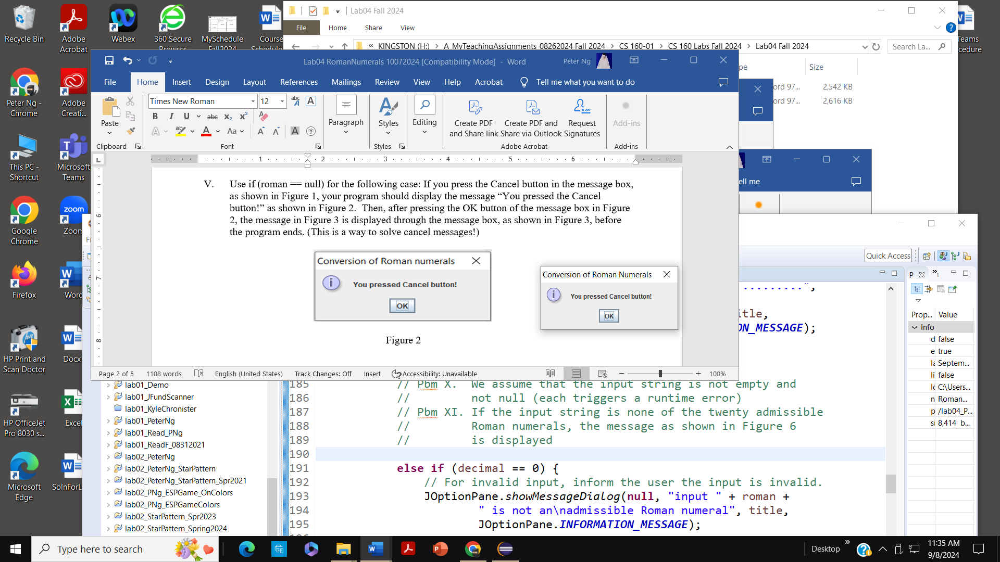 Recycle Bin
Adobe
Acrobat
Webex
360 Secure
Browser
MySchedule
Fall2024
Course
Schedule
Peter Ng -
Chrome
Adobe
Creati...
This PC -
Shortcut
Microsoft
Teams
Google
Chrome
Zoom
Firefox
Word
HP Print and
Scan Doctor
Docx
HP OfficeJet
Pro 8030 s...
Excel
Microsoft
Edge
SolnForL
Teams
cedure
Lab04 Fall 2024
File Home Share View
« KINGSTON (H:) > A_MyTeachingAssignments_08262024 Fall 2024 > CS 160-01 > CS 160 Labs Fall 2024 > Lab04 Fall 2024
Search La...
pe Size
ord 97... 2,542 KB
ord 97... 2,616 KB
ell me
Lab04 RomanNumerals 10072024 [Compatibility Mode] - Word
Peter Ng
File Home Insert Design Layout References Mailings Review View Help Acrobat Tell me what you want to do
Paste
Clipboard
Times New Roman 12
Font
Paragraph
Styles
Styles
Editing
Create PDF
and Share link
Create PDF and
Share via Outlook
Request
Signatures
Adobe Acrobat
Add-ins
Add-ins
1 2 3 4 5 6
6
7
8
V. Use if (roman == null) for the following case: If you press the Cancel button in the message box,
as shown in Figure 1, your program should display the message “You pressed the Cancel
button!” as shown in Figure 2.  Then, after pressing the OK button of the message box in Figure
2, the message in Figure 3 is displayed through the message box, as shown in Figure 3, before
the program ends. (This is a way to solve cancel messages!)
Conversion of Roman numerals
You pressed Cancel button!
OK
Conversion of Roman Numerals
You pressed Cancel button!
OK
Figure 2
Page 2 of 5 1108 words English (United States) Track Changes: Off Insert Accessibility: Unavailable 100%
Quick Access
.........",
itle,
ON_MESSAGE);
P
Prop... Value
Info
d false
e true
la Septem...
li false
lo C:\Users...
n Roman...
p /lab04_P...
si 8,414 b...
lab01_Demo
lab01_JFundScanner
lab01_KyleChronister
lab01_PeterNg
lab01_Read_PNg
lab01_ReadF_08312021
lab02_PeterNg
lab02_PeterNg_StarPattern
lab02_PeterNg_StarPattern_Spr2021
lab02_PNg_ESPGame_OnColors
lab02_PNg_ESPGameColors
lab02_StarPattern_Spr2023
lab02_StarPattern_Spring2024
185 // Pbm X.  We assume that the input string is not empty and
186 //         not null (each triggers a runtime error)
187 // Pbm XI. If the input string is none of the twenty admissible
188 //         Roman numerals, the message as shown in Figure 6
189 //         is displayed
190
191 else if (decimal == 0) {
192 // For invalid input, inform the user the input is invalid.
193 JOptionPane.showMessageDialog(null, "input " + roman +
194 " is not an\nadmissible Roman numeral", title,
195 JOptionPane.INFORMATION_MESSAGE);
Type here to search
Desktop
11:35 AM
9/8/2024